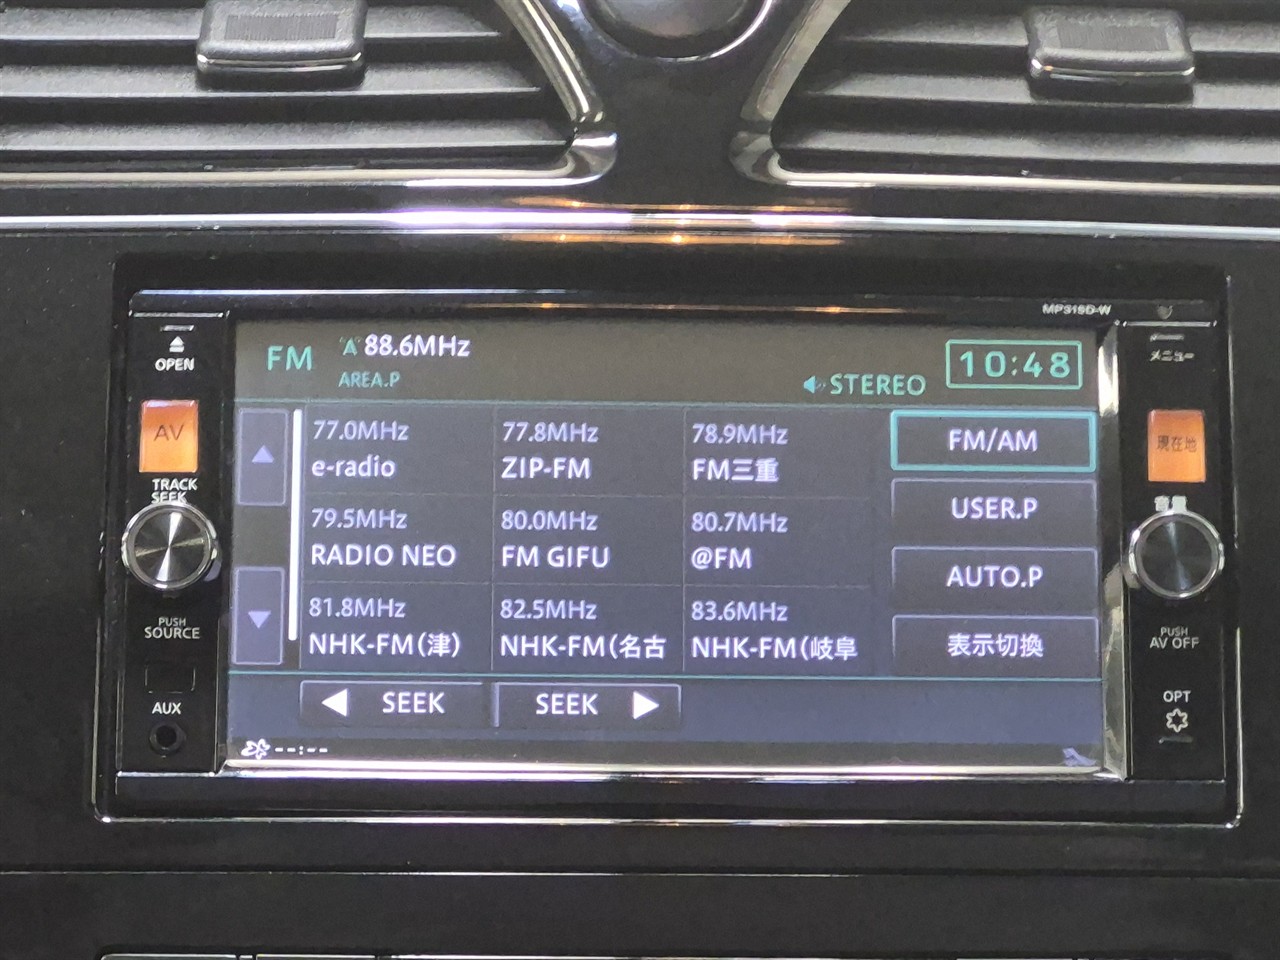 MP315D-W
OPEN
メニュー
FM 88.6MHz
AREA.P
STEREO
10:48
AV
現在地
77.0MHz
e-radio
77.8MHz
ZIP-FM
78.9MHz
FM三重
FM/AM
TRACK
SEEK
音量
79.5MHz
RADIO NEO
80.0MHz
FM GIFU
80.7MHz
@FM
USER.P
AUTO.P
81.8MHz
NHK-FM(津)
82.5MHz
NHK-FM(名古
83.6MHz
NHK-FM(岐阜
表示切換
PUSH
SOURCE
PUSH
AV OFF
SEEK
SEEK
AUX
OPT
--:--